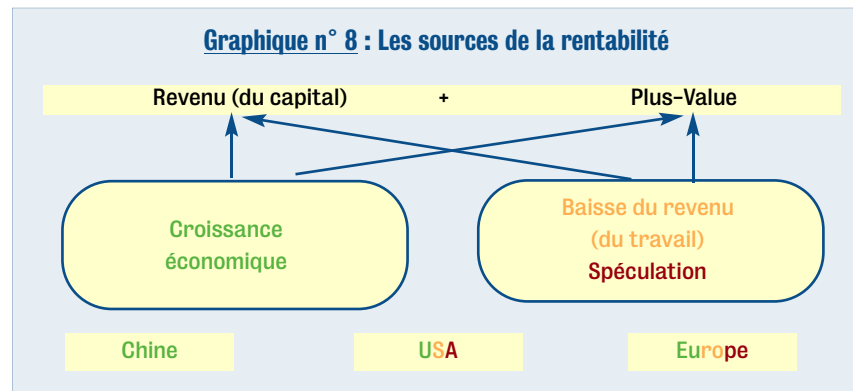 Graphique n° 8 : Les sources de la rentabilité
Revenu (du capital) + Plus-Value
Croissance
économique
Baisse du revenu
(du travail)
Spéculation
Chine USA Europe